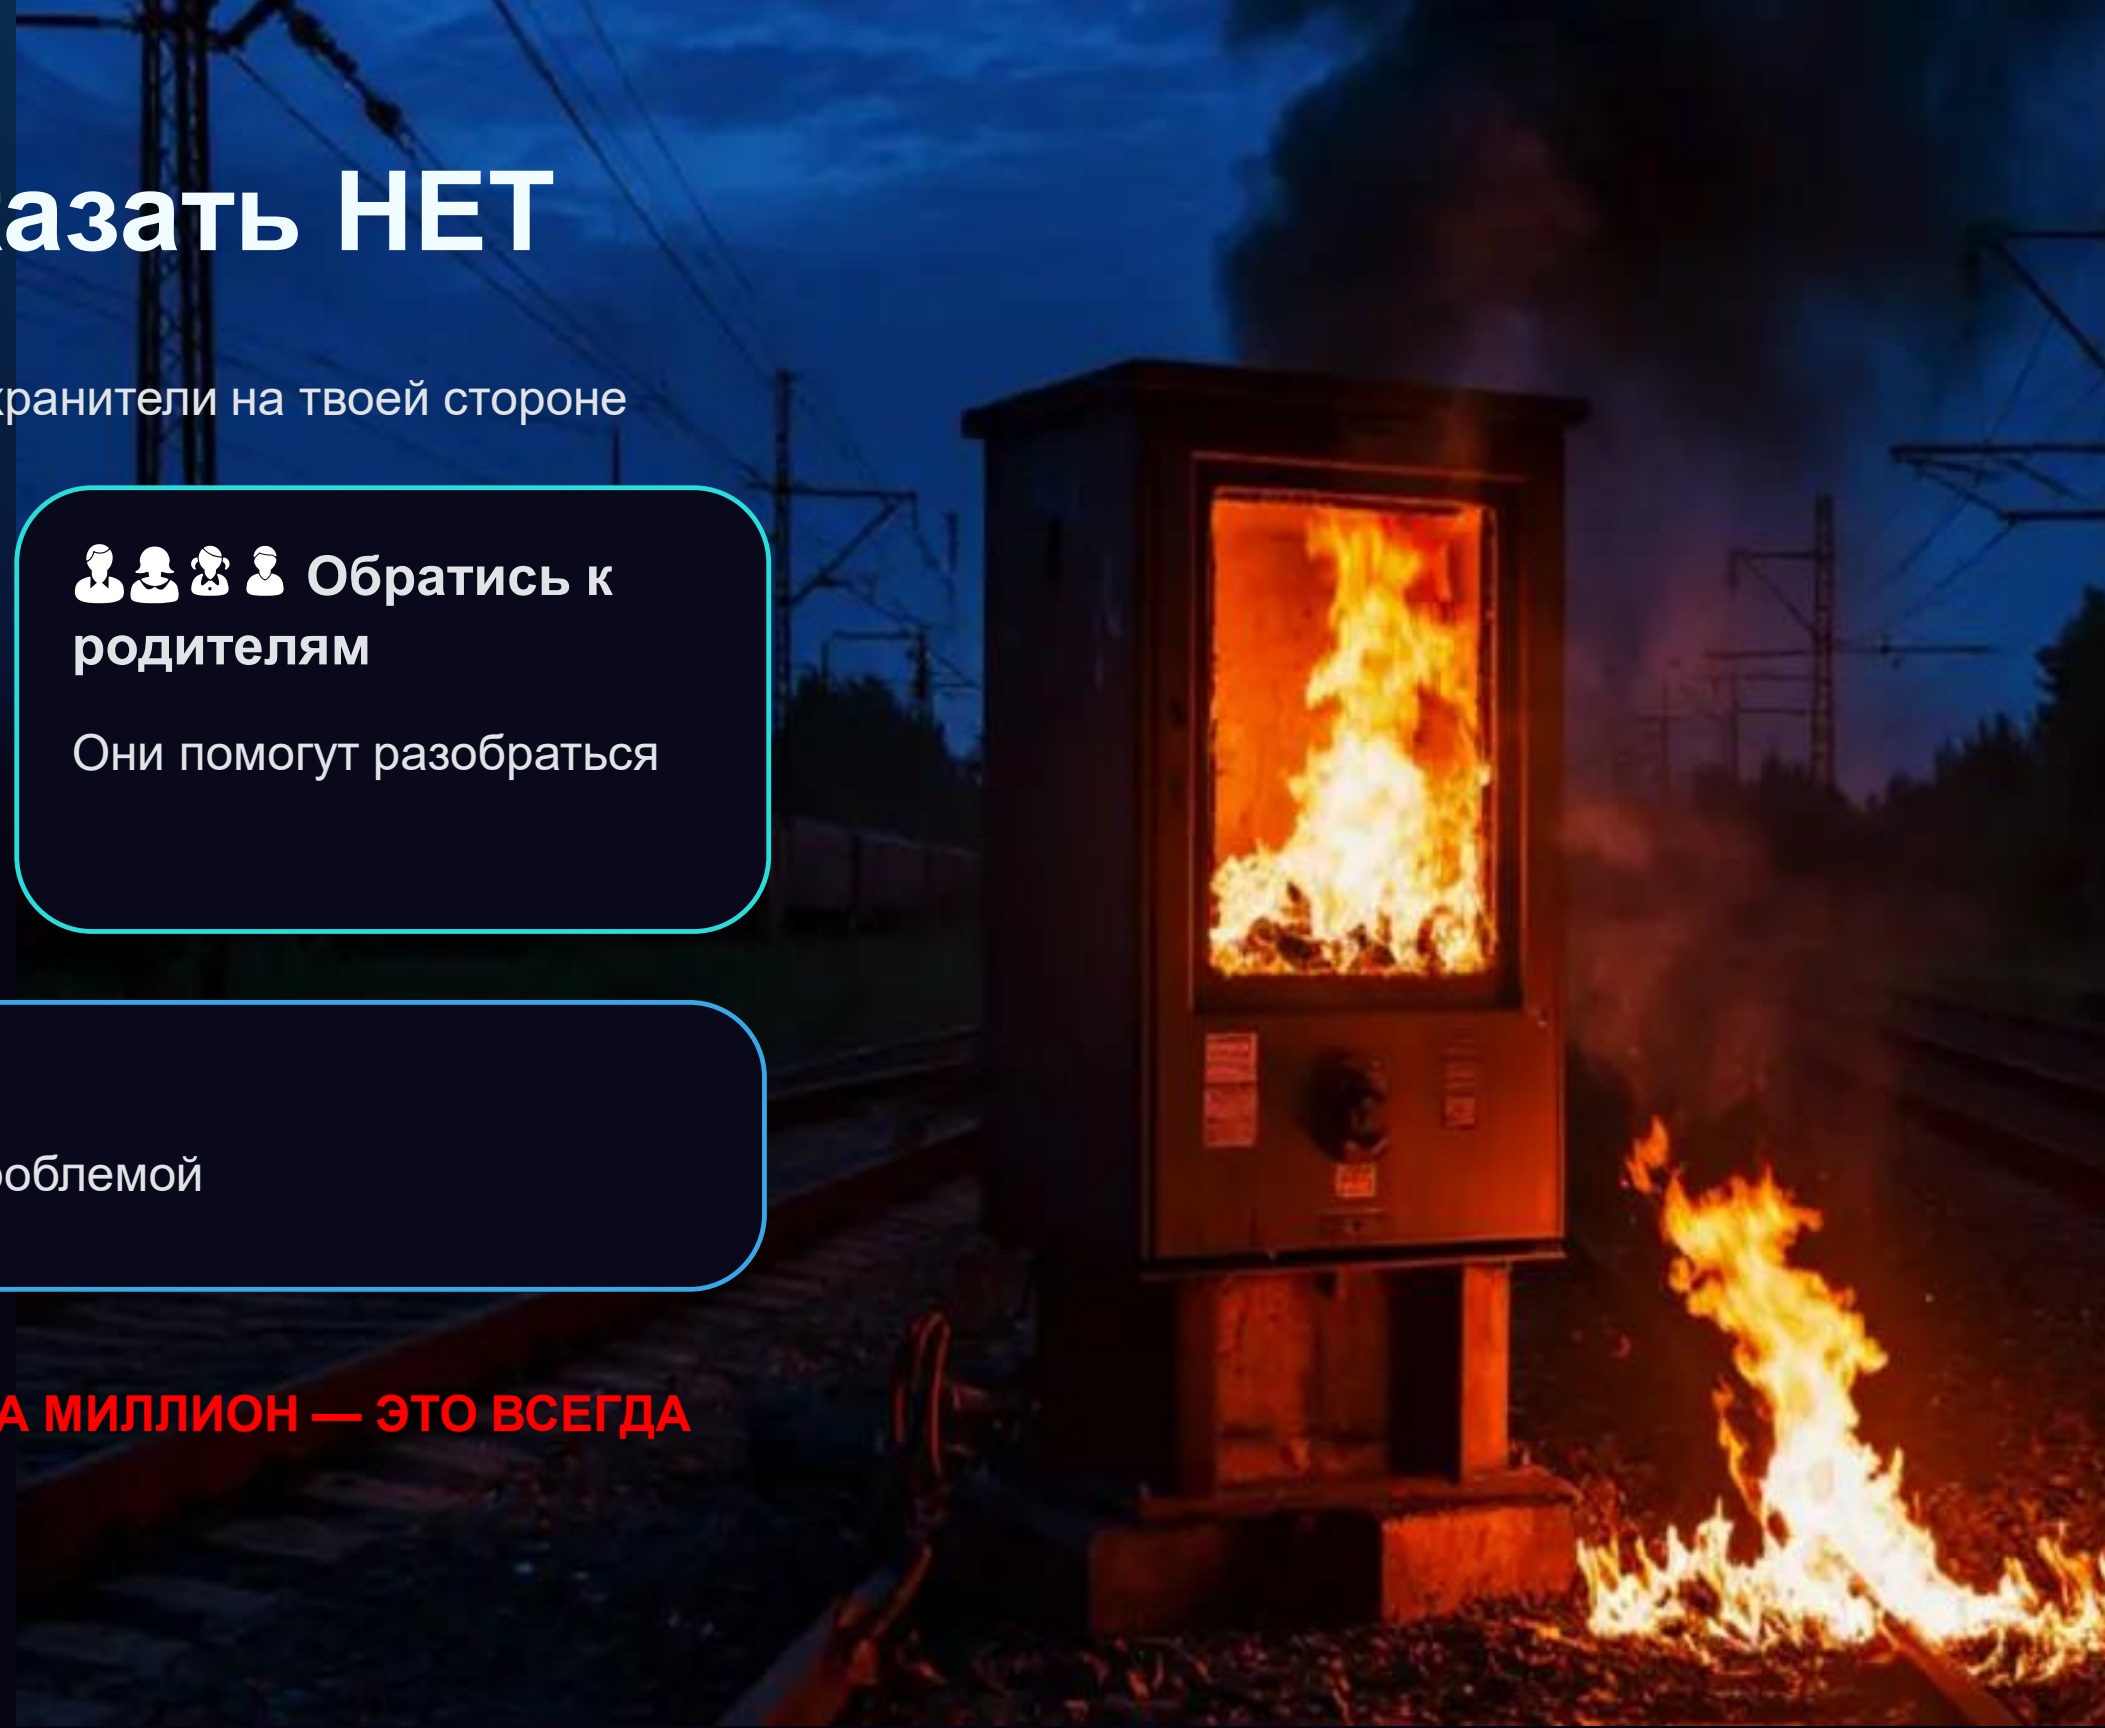 азать НЕТ
хранители на твоей стороне
Обратись к
родителям
Они помогут разобраться
облемой
А МИЛЛИОН — ЭТО ВСЕГДА